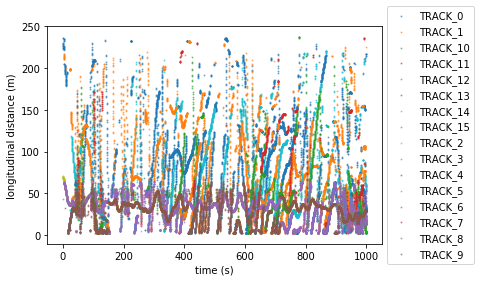 longitudinal distance (m)
250
200
150
100
50
0
0
200
400
600
800
1000
time (s)
TRACK_0
TRACK_1
TRACK_10
TRACK_11
TRACK_12
TRACK_13
TRACK_14
TRACK_15
TRACK_2
TRACK_3
TRACK_4
TRACK_5
TRACK_6
TRACK_7
TRACK_8
TRACK_9